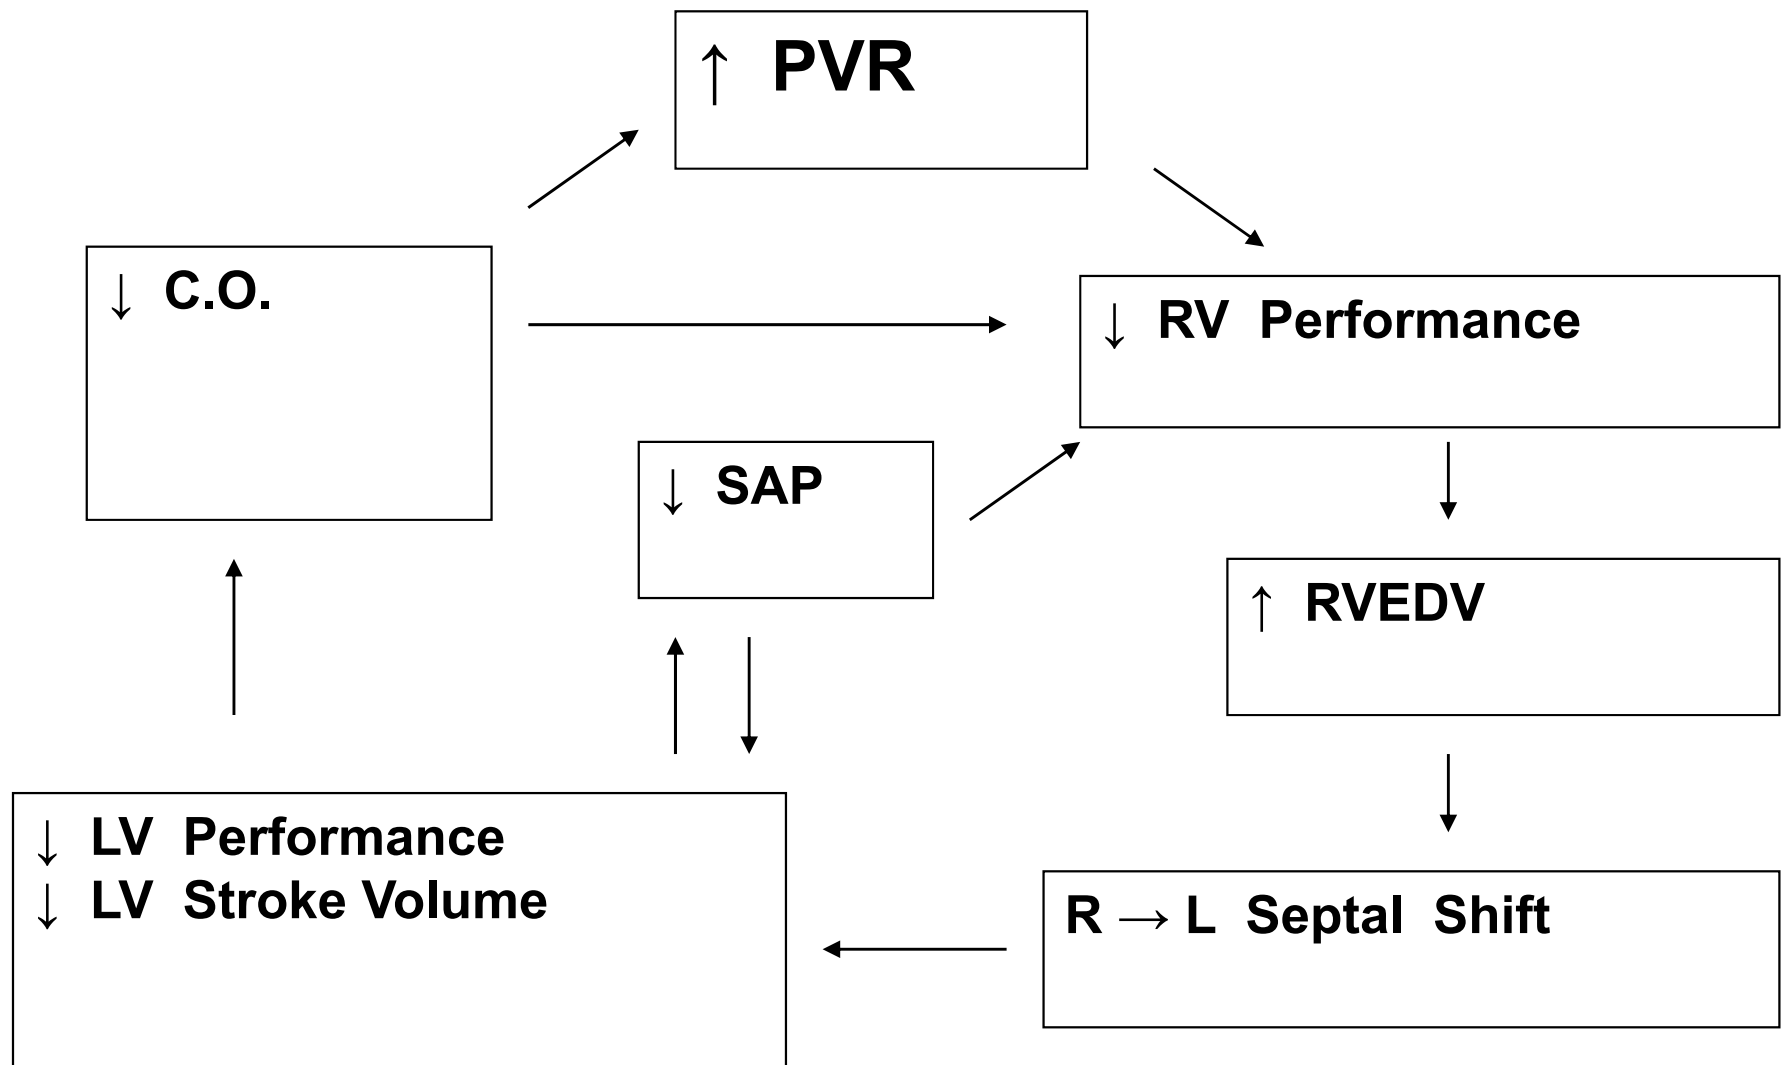 ↑ PVR
↓ C.O.
↓ RV Performance
↓ SAP
↑ RVEDV
↓ LV Performance
↓ LV Stroke Volume
R → L Septal Shift